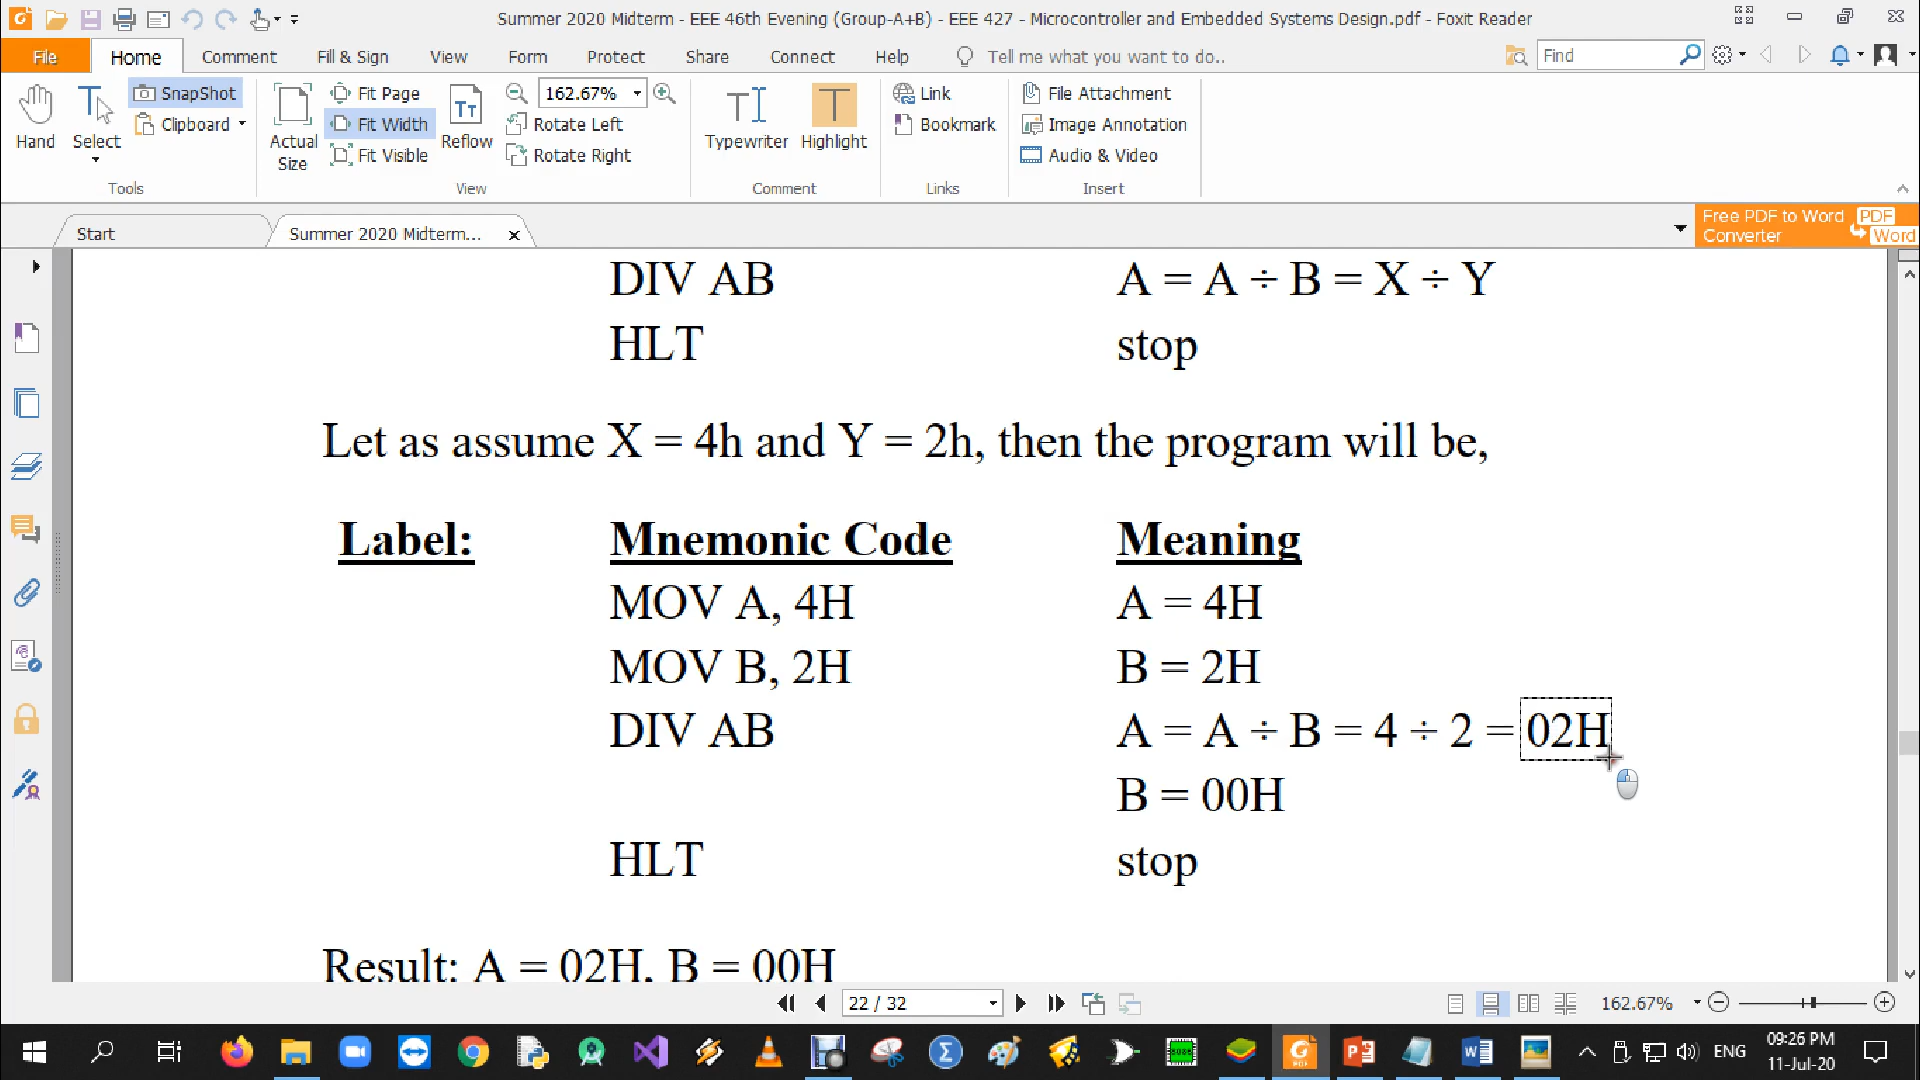 Summer 2020 Midterm - EEE 46th Evening (Group-A+B) - EEE 427 - Microcontroller and Embedded Systems Design.pdf - Foxit Reader
File Home Comment Fill & Sign View Form Protect Share Connect Help Tell me what you want to do.. Find
Hand
Select
SnapShot
Clipboard
Tools
Actual Size
Fit Page
Fit Width
Fit Visible
Reflow
162.67%
Rotate Left
Rotate Right
View
Typewriter
Highlight
Comment
Link
Bookmark
Links
File Attachment
Image Annotation
Audio & Video
Insert
Start Summer 2020 Midterm...
Free PDF to Word Converter PDF Word
DIV AB A = A ÷ B = X ÷ Y
HLT stop
Let as assume X = 4h and Y = 2h, then the program will be,
Label: Mnemonic Code Meaning
MOV A, 4H A = 4H
MOV B, 2H B = 2H
DIV AB A = A ÷ B = 4 ÷ 2 = 02H
B = 00H
HLT stop
Result: A = 02H, B = 00H
22 / 32 162.67%
ENG 09:26 PM
11-Jul-20